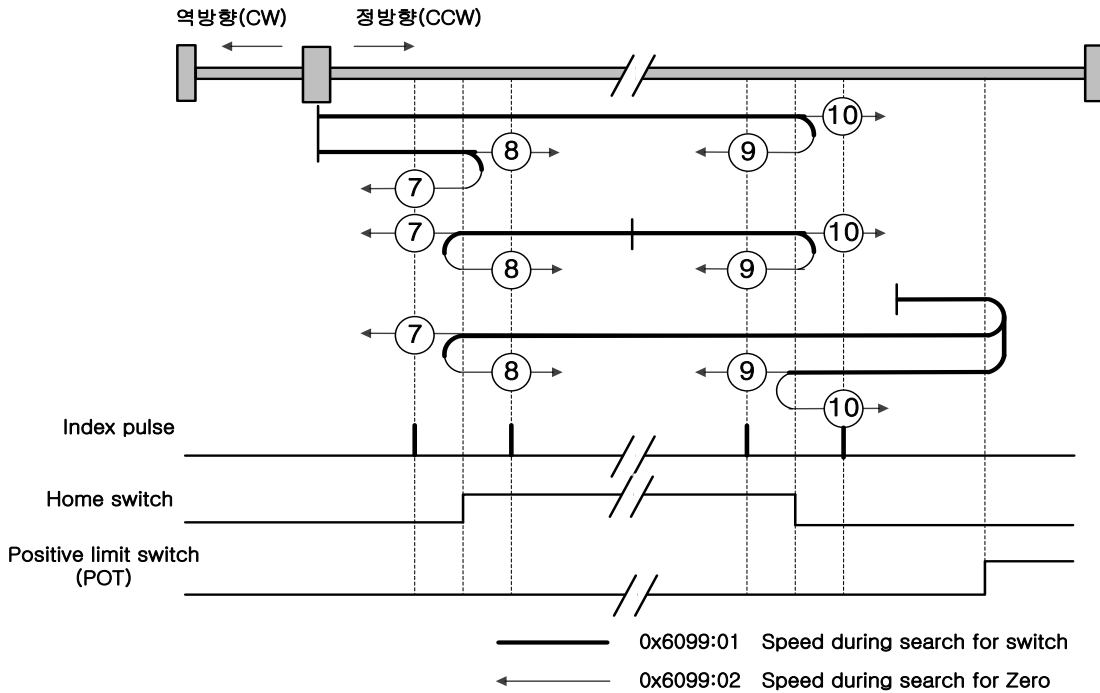 역방향(CW) 정방향(CCW)
10
8 9
7
7 10
8 9
7
8 9
10
Index pulse
Home switch
Positive limit switch
(POT)
0x6099:01 Speed during search for switch
0x6099:02 Speed during search for Zero